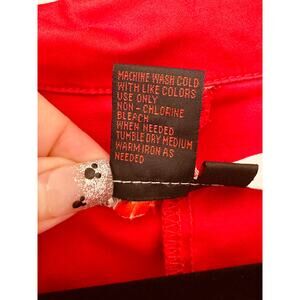 MACHINE WASH COLD
WITH LIKE COLORS
USE ONLY
NON - CHLORINE
BLEACH
WHEN NEEDED
TUMBLE DRY MEDIUM
WARM IRON AS
NEEDED